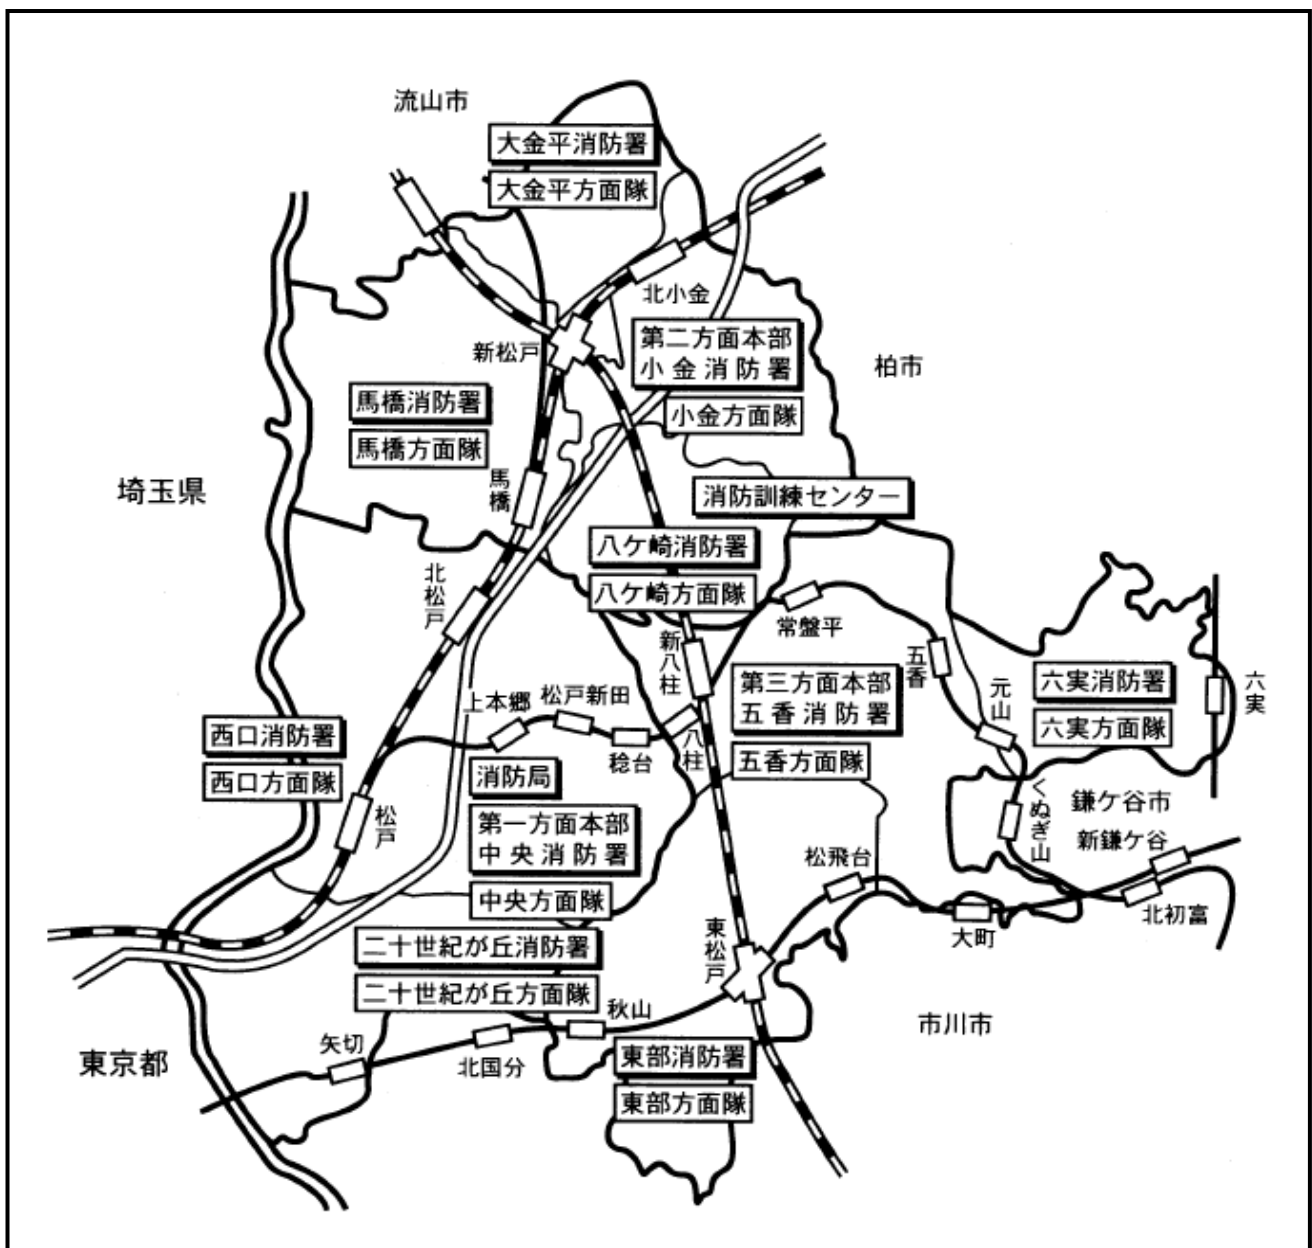 流山市
大金平消防署
大金平方面隊
北小金
第二方面本部
小金消防署
新松戸
柏市
馬橋消防署
小金方面隊
馬橋方面隊
馬橋
埼玉県
消防訓練センター
八ケ崎消防署
八ケ崎方面隊
北松戸
常盤平
新八柱
五香
第三方面本部
五香消防署
元山
六実消防署
六実
上本郷
松戸新田
西口消防署
六実方面隊
稔台
八柱
西口方面隊
消防局
五香方面隊
松戸
第一方面本部
中央消防署
くぬぎ山
鎌ケ谷市
新鎌ケ谷
松飛台
中央方面隊
北初富
大町
東松戸
二十世紀が丘消防署
二十世紀が丘方面隊
秋山
市川市
矢切
北国分
東京都
東部消防署
東部方面隊